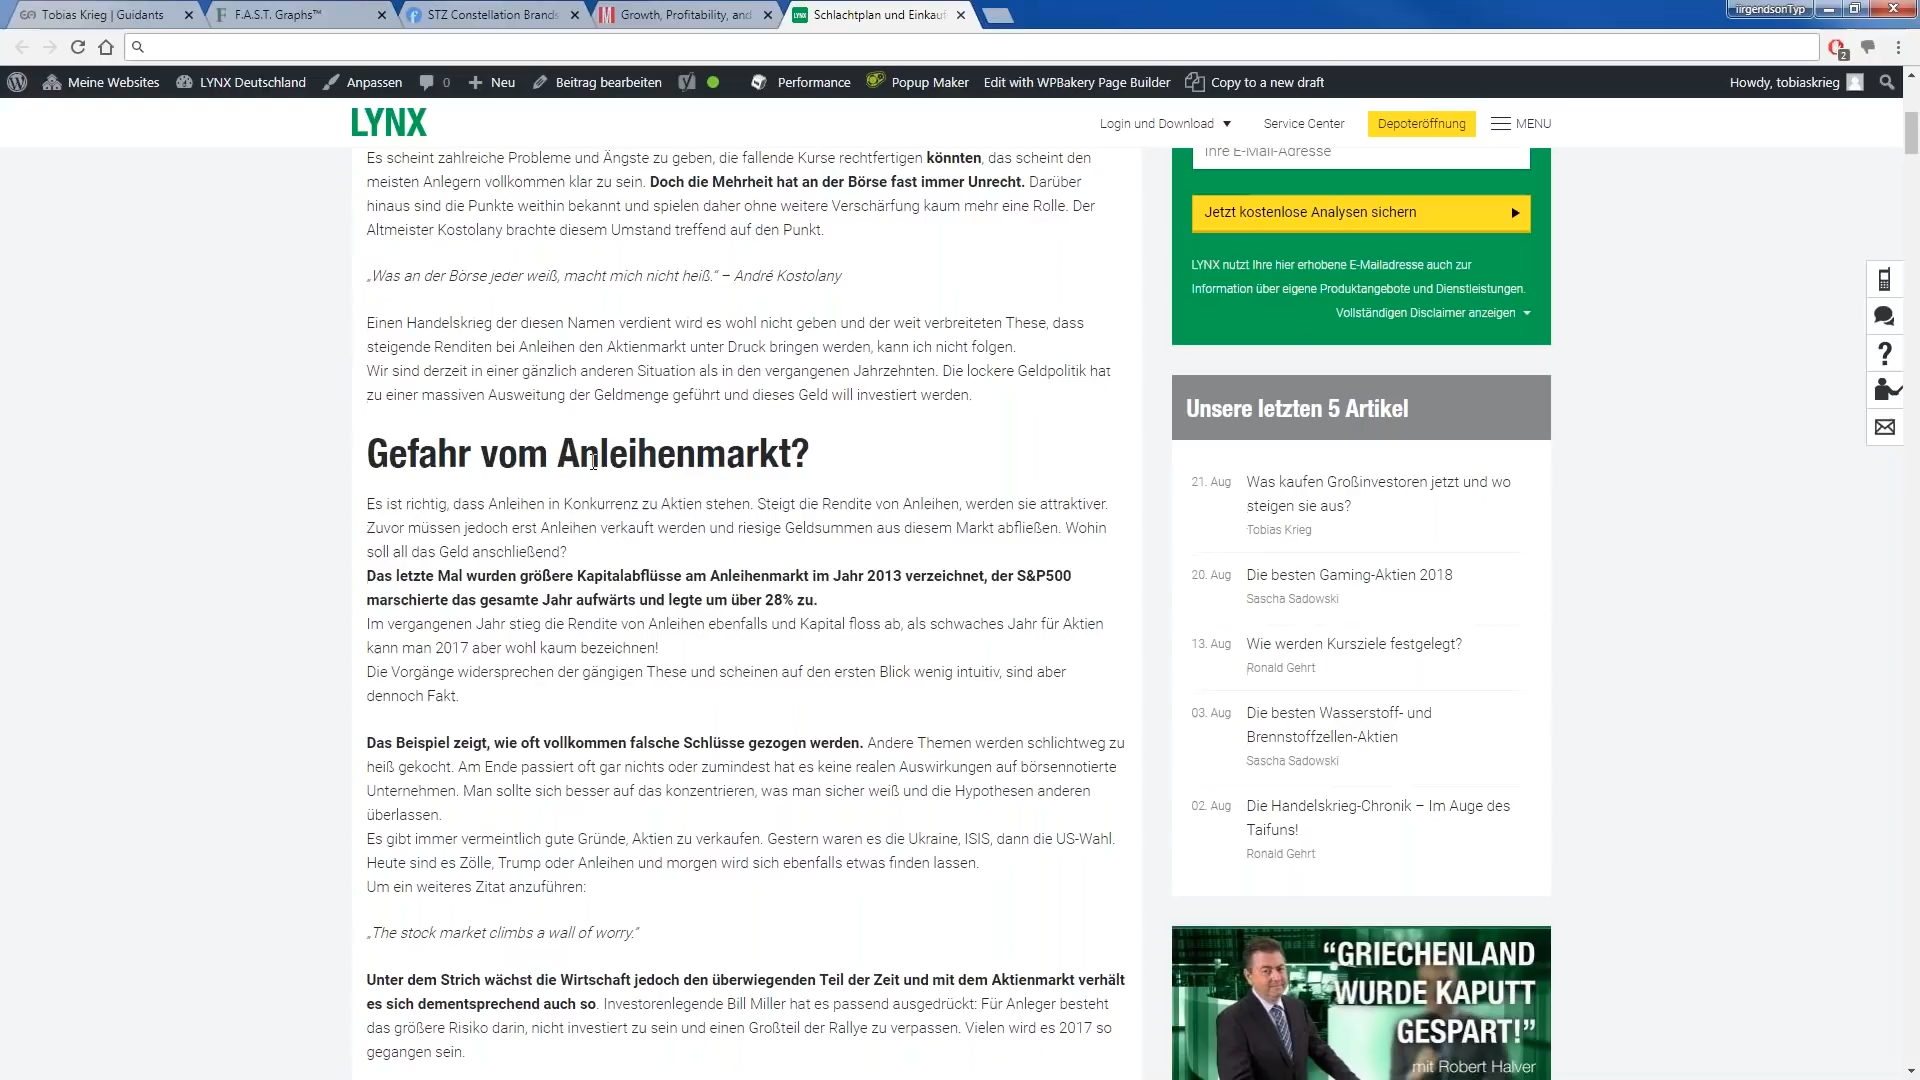 Tobias Krieg | Guidants
F.A.S.T. Graphs™
STZ Constellation Brands
Growth, Profitability, and
Schlachtplan und Einkauf
iirgendsonTyp
2
Meine Websites
LYNX Deutschland
Anpassen
0
Neu
Beitrag bearbeiten
Performance
Popup Maker
Edit with WPBakery Page Builder
Copy to a new draft
Howdy, tobiaskrieg
LYNX
Login und Download
Service Center
Depoteröffnung
MENU
Es scheint zahlreiche Probleme und Ängste zu geben, die fallende Kurse rechtfertigen könnten, das scheint den
meisten Anlegern vollkommen klar zu sein. Doch die Mehrheit hat an der Börse fast immer Unrecht. Darüber
hinaus sind die Punkte weithin bekannt und spielen daher ohne weitere Verschärfung kaum mehr eine Rolle. Der
Altmeister Kostolany brachte diesem Umstand treffend auf den Punkt.
„Was an der Börse jeder weiß, macht mich nicht heiß.“ – André Kostolany
Einen Handelskrieg der diesen Namen verdient wird es wohl nicht geben und der weit verbreiteten These, dass
steigende Renditen bei Anleihen den Aktienmarkt unter Druck bringen werden, kann ich nicht folgen.
Wir sind derzeit in einer gänzlich anderen Situation als in den vergangenen Jahrzehnten. Die lockere Geldpolitik hat
zu einer massiven Ausweitung der Geldmenge geführt und dieses Geld will investiert werden.
Gefahr vom Anleihenmarkt?
Es ist richtig, dass Anleihen in Konkurrenz zu Aktien stehen. Steigt die Rendite von Anleihen, werden sie attraktiver.
Zuvor müssen jedoch erst Anleihen verkauft werden und riesige Geldsummen aus diesem Markt abfließen. Wohin
soll all das Geld anschließend?
Das letzte Mal wurden größere Kapitalabflüsse am Anleihenmarkt im Jahr 2013 verzeichnet, der S&P500
marschierte das gesamte Jahr aufwärts und legte um über 28% zu.
Im vergangenen Jahr stieg die Rendite von Anleihen ebenfalls und Kapital floss ab, als schwaches Jahr für Aktien
kann man 2017 aber wohl kaum bezeichnen!
Die Vorgänge widersprechen der gängigen These und scheinen auf den ersten Blick wenig intuitiv, sind aber
dennoch Fakt.
Das Beispiel zeigt, wie oft vollkommen falsche Schlüsse gezogen werden. Andere Themen werden schlichtweg zu
heiß gekocht. Am Ende passiert oft gar nichts oder zumindest hat es keine realen Auswirkungen auf börsennotierte
Unternehmen. Man sollte sich besser auf das konzentrieren, was man sicher weiß und die Hypothesen anderen
überlassen.
Es gibt immer vermeintlich gute Gründe, Aktien zu verkaufen. Gestern waren es die Ukraine, ISIS, dann die US-Wahl.
Heute sind es Zölle, Trump oder Anleihen und morgen wird sich ebenfalls etwas finden lassen.
Um ein weiteres Zitat anzuführen:
„The stock market climbs a wall of worry.“
Unter dem Strich wächst die Wirtschaft jedoch den überwiegenden Teil der Zeit und mit dem Aktienmarkt verhält
es sich dementsprechend auch so. Investorenlegende Bill Miller hat es passend ausgedrückt: Für Anleger besteht
das größere Risiko darin, nicht investiert zu sein und einen Großteil der Rallye zu verpassen. Vielen wird es 2017 so
gegangen sein.
Ihre E-Mail-Adresse
Jetzt kostenlose Analysen sichern
LYNX nutzt Ihre hier erhobene E-Mailadresse auch zur
Information über eigene Produktangebote und Dienstleistungen.
Vollständigen Disclaimer anzeigen
Unsere letzten 5 Artikel
21. Aug
Was kaufen Großinvestoren jetzt und wo
steigen sie aus?
Tobias Krieg
20. Aug
Die besten Gaming-Aktien 2018
Sascha Sadowski
13. Aug
Wie werden Kursziele festgelegt?
Ronald Gehrt
03. Aug
Die besten Wasserstoff- und
Brennstoffzellen-Aktien
Sascha Sadowski
02. Aug
Die Handelskrieg-Chronik – Im Auge des
Taifuns!
Ronald Gehrt
“GRIECHENLAND
WURDE KAPUTT
GESPART!”
mit Robert Halver